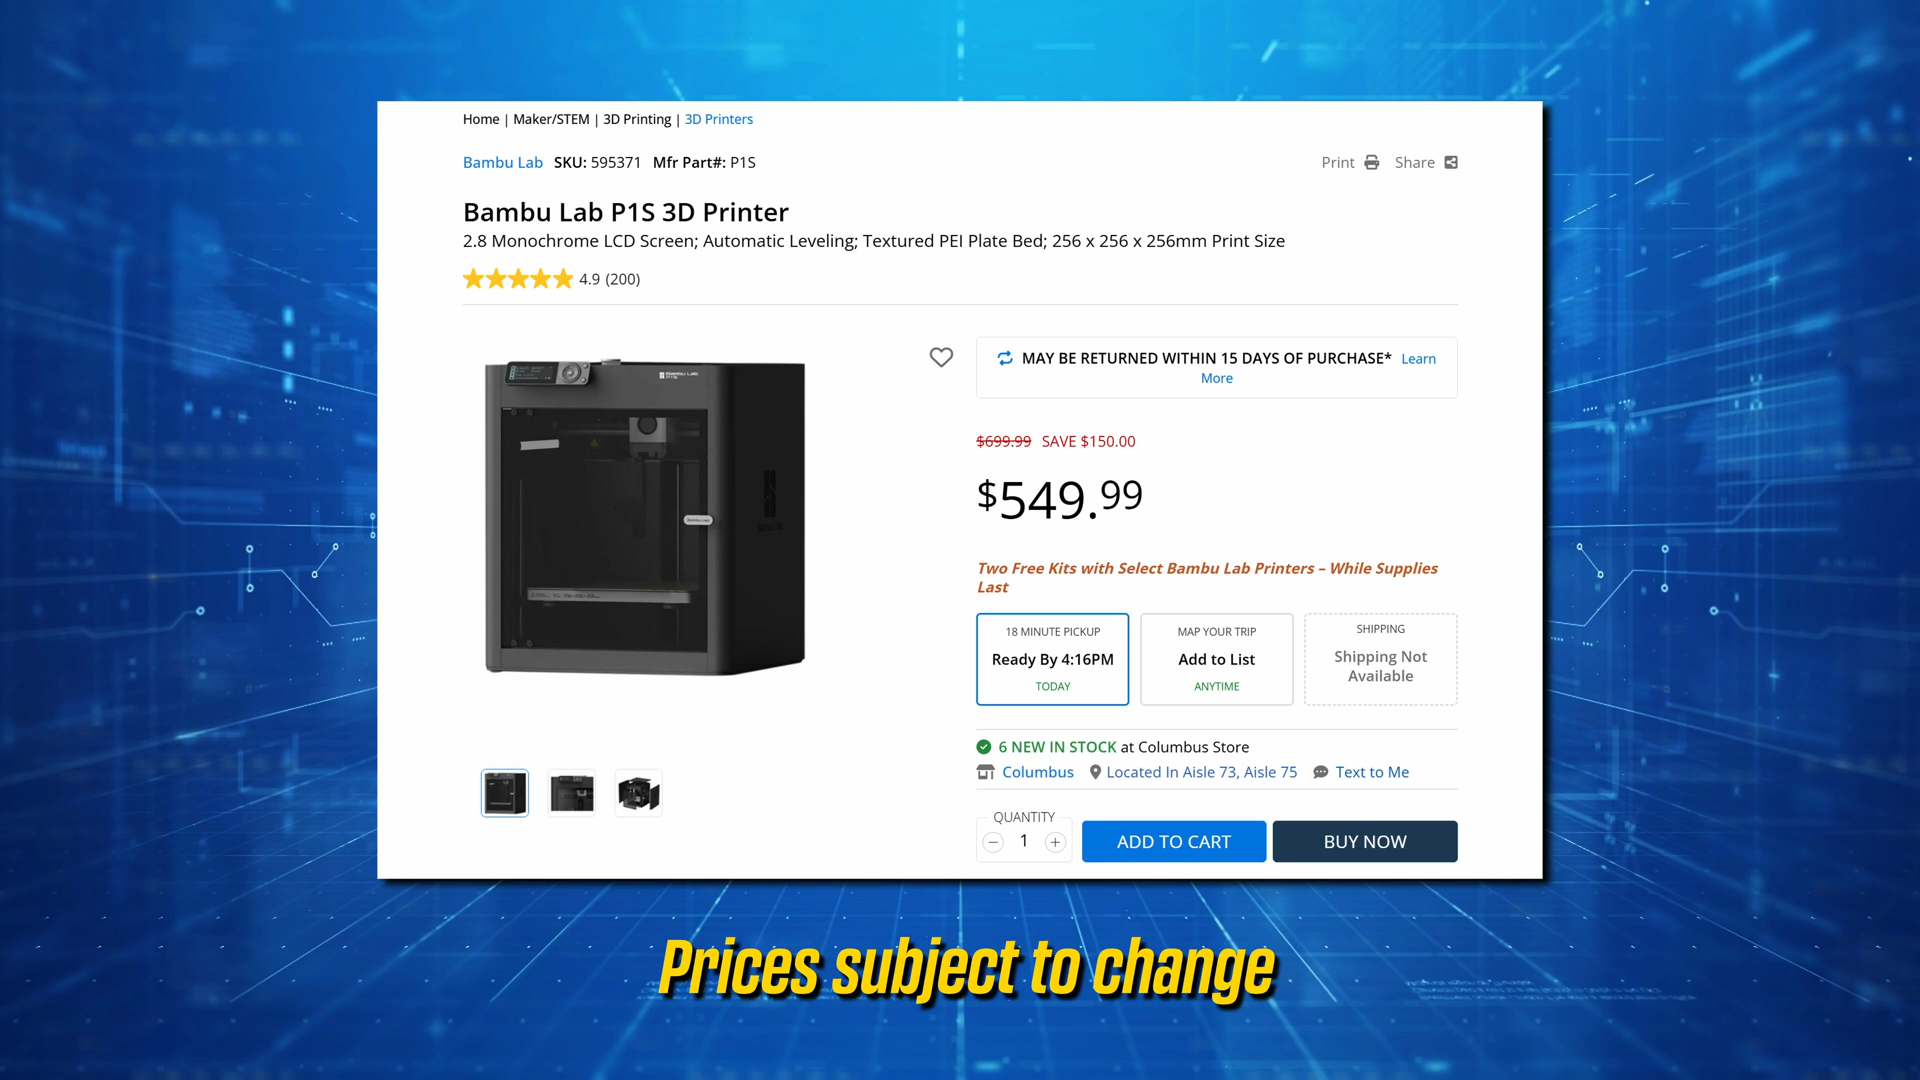 Home | Maker/STEM | 3D Printing | 3D Printers
Bambu Lab SKU: 595371 Mfr Part#: P1S
Print Share
Bambu Lab P1S 3D Printer
2.8 Monochrome LCD Screen; Automatic Leveling; Textured PEI Plate Bed; 256 x 256 x 256mm Print Size
4.9 (200)
BAMBU LAB
MAY BE RETURNED WITHIN 15 DAYS OF PURCHASE* Learn
More
$699.99 SAVE $150.00
$549.99
Two Free Kits with Select Bambu Lab Printers – While Supplies
Last
18 MINUTE PICKUP
Ready By 4:16PM
TODAY
MAP YOUR TRIP
Add to List
ANYTIME
SHIPPING
Shipping Not
Available
6 NEW IN STOCK at Columbus Store
Columbus Located In Aisle 73, Aisle 75 Text to Me
QUANTITY
1
ADD TO CART
BUY NOW
Prices subject to change